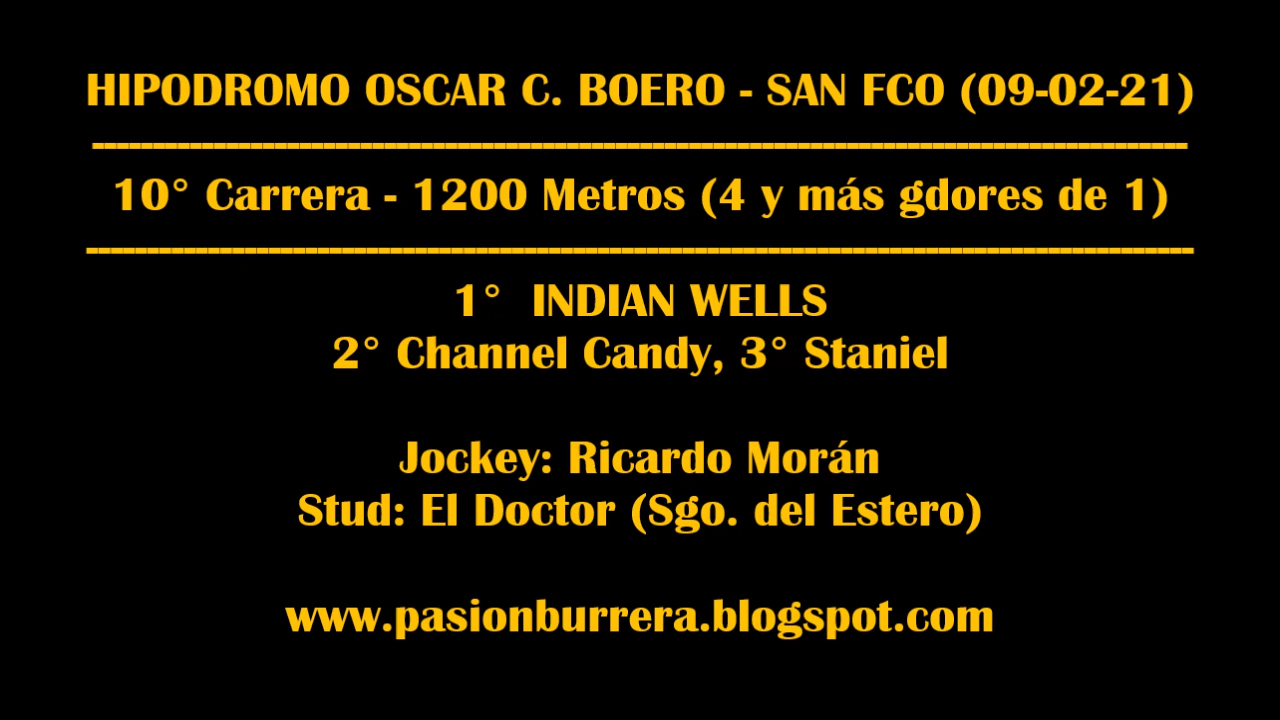 HIPODROMO OSCAR C. BOERO - SAN FCO (09-02-21)
----------------------------------------------------------------------------------------
10° Carrera - 1200 Metros (4 y más gdores de 1)
-----------------------------------------------------------------------------------------
1° INDIAN WELLS
2° Channel Candy, 3° Staniel
Jockey: Ricardo Morán
Stud: El Doctor (Sgo. del Estero)
www.pasionburrera.blogspot.com